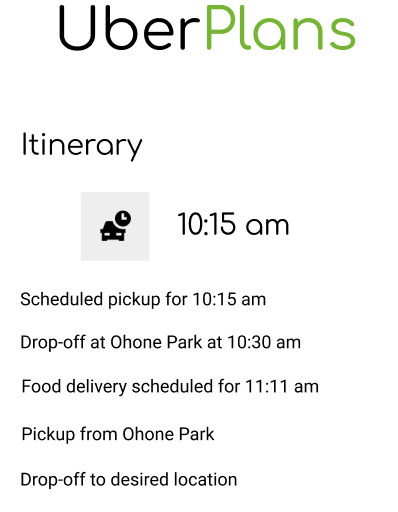 UberPlans
Itinerary
10:15 am
Scheduled pickup for 10:15 am
Drop-off at Ohone Park at 10:30 am
Food delivery scheduled for 11:11 am
Pickup from Ohone Park
Drop-off to desired location